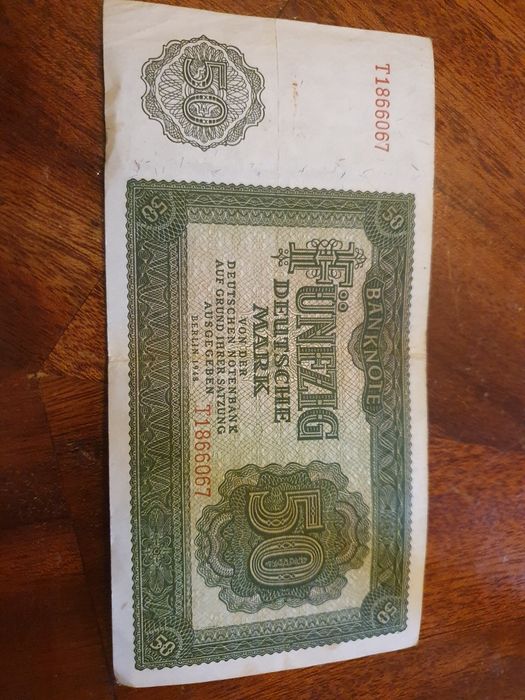 50
T1866067
50
BANKNOTE
50
FÜNFZIG
DEUTSCHE
MARK
VON DER
DEUTSCHEN NOTENBANK
AUF GRUND IHRER SATZUNG
AUSGEGEBEN
BERLIN 1948
T1866067
50
50
50